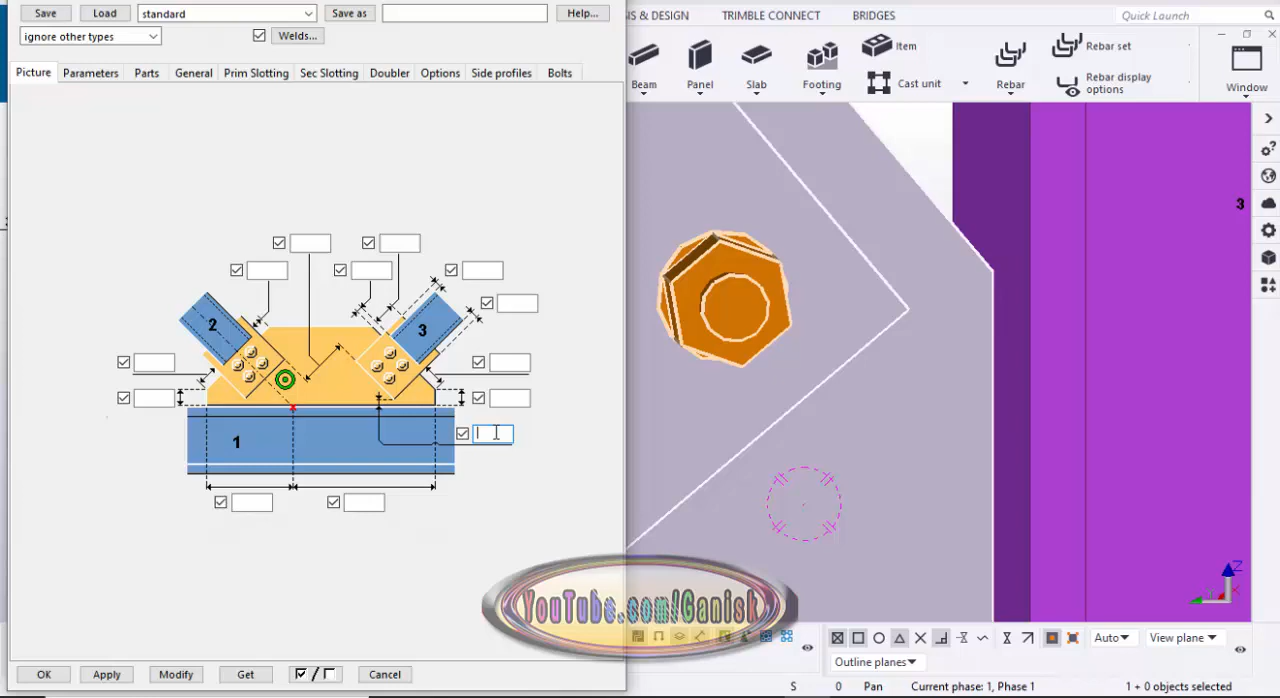 Save
Load
standard
Save as
Help...
ignore other types
Welds...
Picture
Parameters
Parts
General
Prim Slotting
Sec Slotting
Doubler
Options
Side profiles
Bolts
2
3
1
OK
Apply
Modify
Get
/
Cancel
IS & DESIGN
TRIMBLE CONNECT
BRIDGES
Quick Launch
Beam
Panel
Slab
Footing
Item
Cast unit
Rebar
Rebar set
Rebar display
options
Window
3
Z
YouTube.com/Ganisk
Auto
View plane
Outline planes
S
0
Pan
Current phase: 1, Phase 1
1 + 0 objects selected